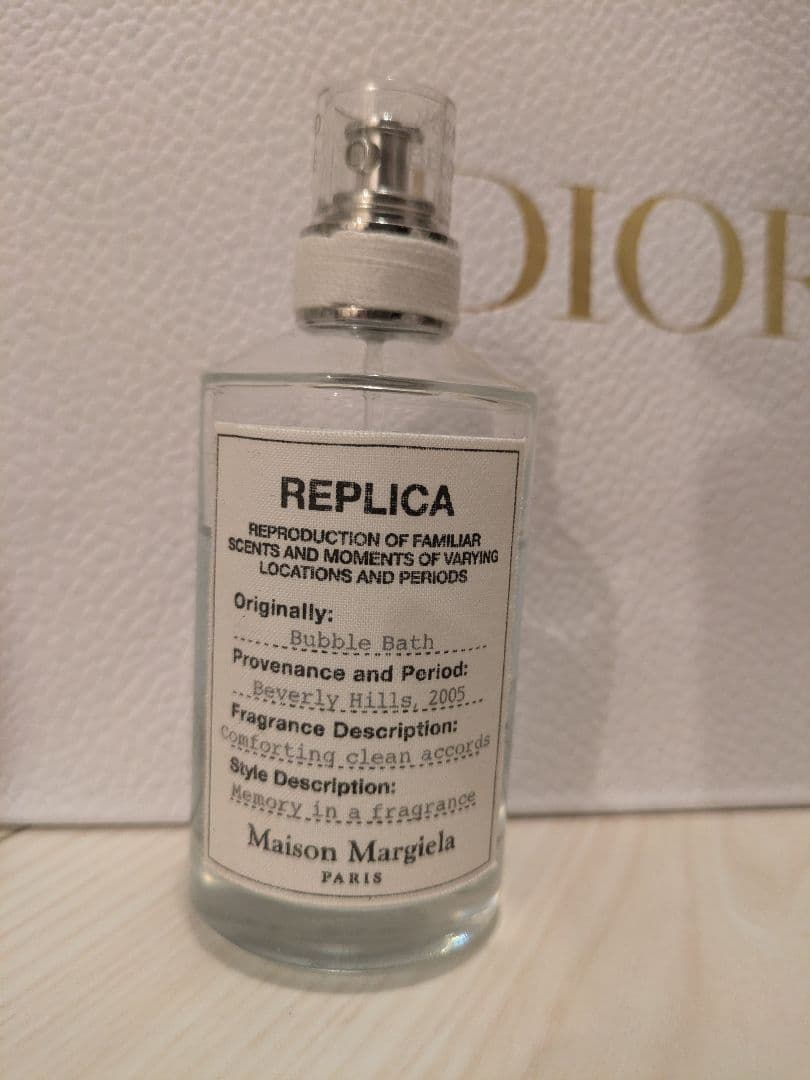 DIOR
REPLICA
REPRODUCTION OF FAMILIAR
SCENTS AND MOMENTS OF VARYING
LOCATIONS AND PERIODS
Originally:
Bubble Bath
Provenance and Period:
Beverly Hills, 2005
Fragrance Description:
Comforting clean accords
Style Description:
Memory in a fragrance
Maison Margiela
PARIS